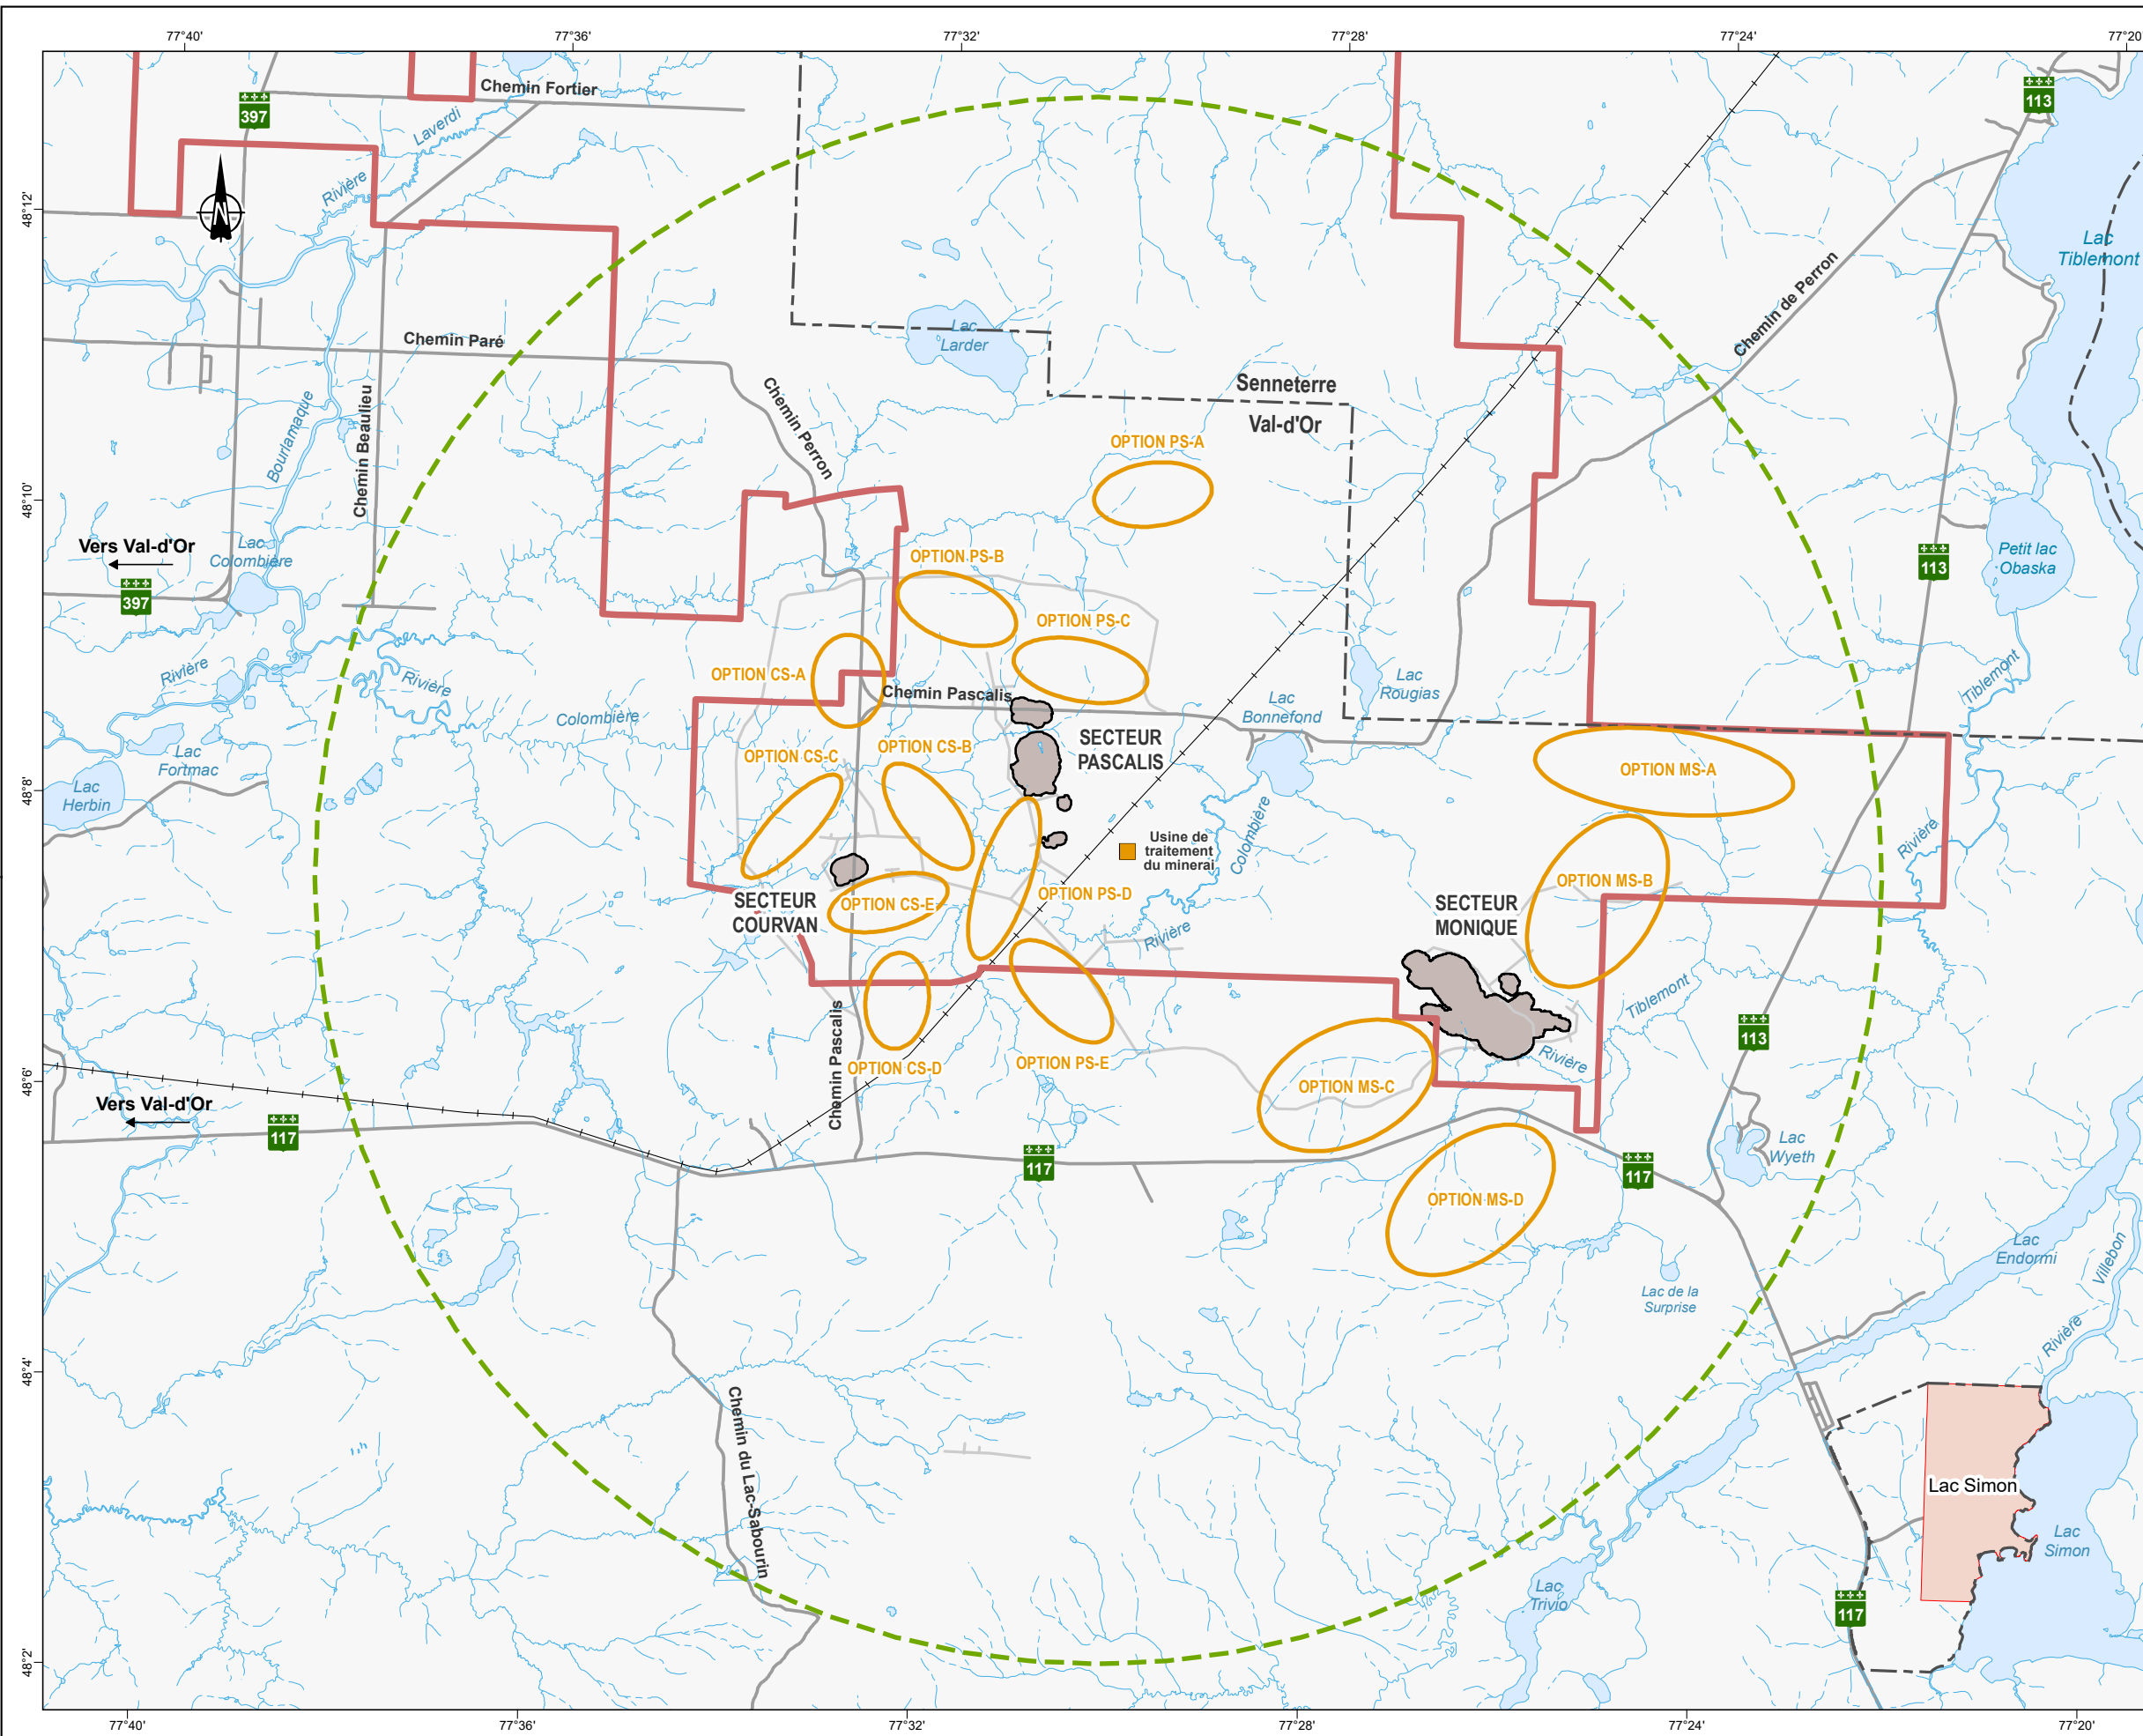 77°40'
77°36'
77°32'
77°28'
77°24'
77°20'
48°12'
48°10'
48°8'
48°6'
48°4'
48°2'
Chemin Fortier
397
Laverdi
Rivière
N
113
Lac
Tiblemont
Chemin de Perron
Lac
Larder
Chemin Paré
Chemin Perron
Senneterre
Val-d'Or
Bourlamaque
Chemin Beaulieu
OPTION PS-A
Vers Val-d'Or
397
Lac
Colombière
OPTION PS-B
113
Petit lac
Obaska
OPTION PS-C
Rivière
Rivière
Colombière
OPTION CS-A
Chemin Pascalis
Lac
Rougias
Lac
Bonnefond
Tiblemont
Lac
Fortmac
Lac
Herbin
OPTION CS-C
OPTION CS-B
SECTEUR
PASCALIS
OPTION MS-A
Usine de
traitement
du minerai
Colombière
Rivière
SECTEUR
COURVAN
OPTION CS-E
OPTION PS-D
Rivière
SECTEUR
MONIQUE
OPTION MS-B
Tiblemont
Rivière
113
Chemin Pascalis
OPTION CS-D
OPTION PS-E
OPTION MS-C
Vers Val-d'Or
117
117
117
Lac
Wyeth
OPTION MS-D
Lac
Endormi
Villebon
Rivière
Lac de la
Surprise
Chemin du Lac-Sabourin
Lac Simon
Lac
Simon
Lac
Trivio
117
77°40'
77°36'
77°32'
77°28'
77°24'
77°20'